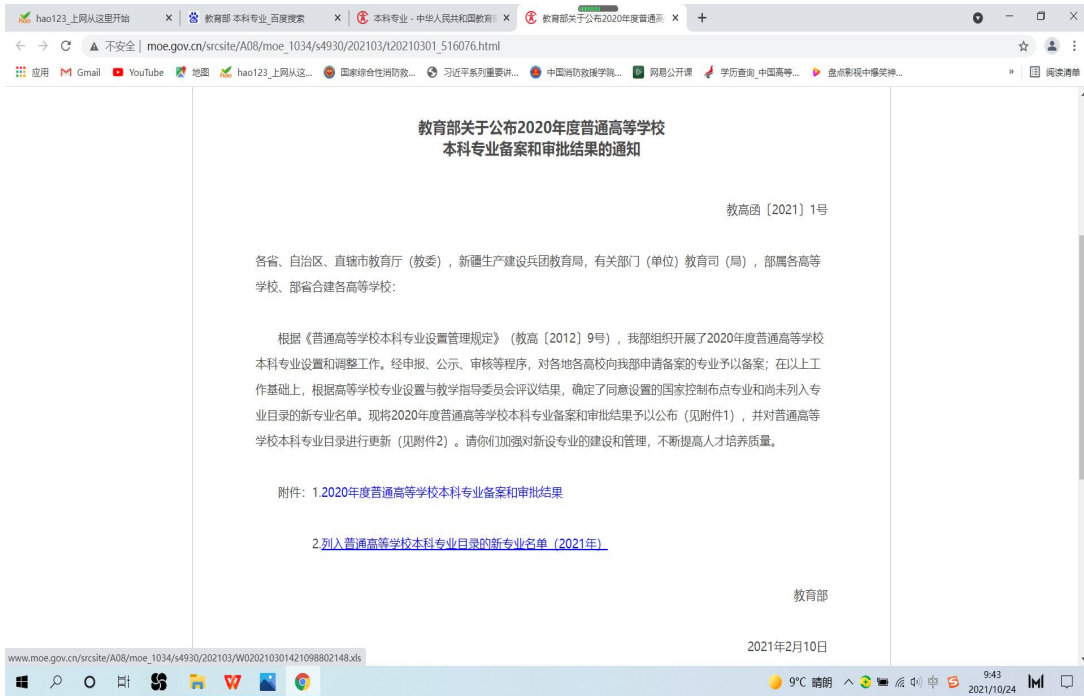 hao123_上网从这里开始
教育部 本科专业_百度搜索
本科专业 - 中华人民共和国教育部
教育部关于公布2020年度普通高
不安全 | moe.gov.cn/srcsite/A08/moe_1034/s4930/202103/t20210301_516076.html
应用 Gmail YouTube 地图 hao123_上网从这... 国家综合性消防救... 习近平系列重要讲... 中国消防救援学院... 网易公开课 学历查询_中国高等... 盘点影视中爆笑神... » 阅读清单
教育部关于公布2020年度普通高等学校
本科专业备案和审批结果的通知
教高函〔2021〕1号
各省、自治区、直辖市教育厅（教委），新疆生产建设兵团教育局，有关部门（单位）教育司（局），部属各高等
学校、部省合建各高等学校：
根据《普通高等学校本科专业设置管理规定》（教高〔2012〕9号），我部组织开展了2020年度普通高等学校
本科专业设置和调整工作。经申报、公示、审核等程序，对各地各高校向我部申请备案的专业予以备案；在以上工
作基础上，根据高等学校专业设置与教学指导委员会评议结果，确定了同意设置的国家控制布点专业和尚未列入专
业目录的新专业名单。现将2020年度普通高等学校本科专业备案和审批结果予以公布（见附件1），并对普通高等
学校本科专业目录进行更新（见附件2）。请你们加强对新设专业的建设和管理，不断提高人才培养质量。
附件：1.2020年度普通高等学校本科专业备案和审批结果
2.列入普通高等学校本科专业目录的新专业名单（2021年）
教育部
2021年2月10日
www.moe.gov.cn/srcsite/A08/moe_1034/s4930/202103/W020210301421098802148.xls
9°C 晴朗 中
9:43
2021/10/24